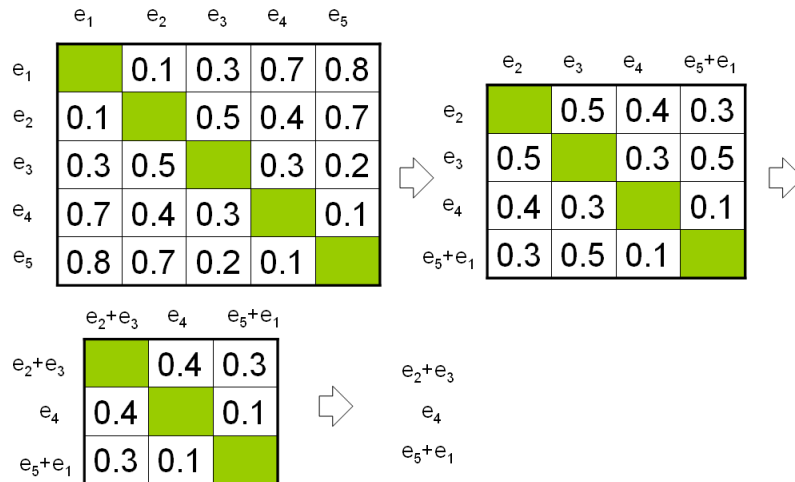 e₁ e₂ e₃ e₄ e₅
e₁ 0.1 0.3 0.7 0.8
e₂ 0.1 0.5 0.4 0.7
e₃ 0.3 0.5 0.3 0.2
e₄ 0.7 0.4 0.3 0.1
e₅ 0.8 0.7 0.2 0.1
e₂ e₃ e₄ e₅+e₁
e₂ 0.5 0.4 0.3
e₃ 0.5 0.3 0.5
e₄ 0.4 0.3 0.1
e₅+e₁ 0.3 0.5 0.1
e₂+e₃ e₄ e₅+e₁
e₂+e₃ 0.4 0.3
e₄ 0.4 0.1
e₅+e₁ 0.3 0.1
e₂+e₃
e₄
e₅+e₁